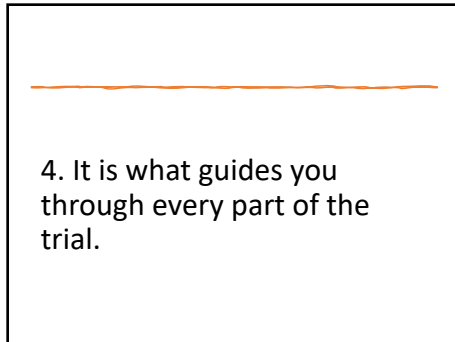 4. It is what guides you
through every part of the
trial.